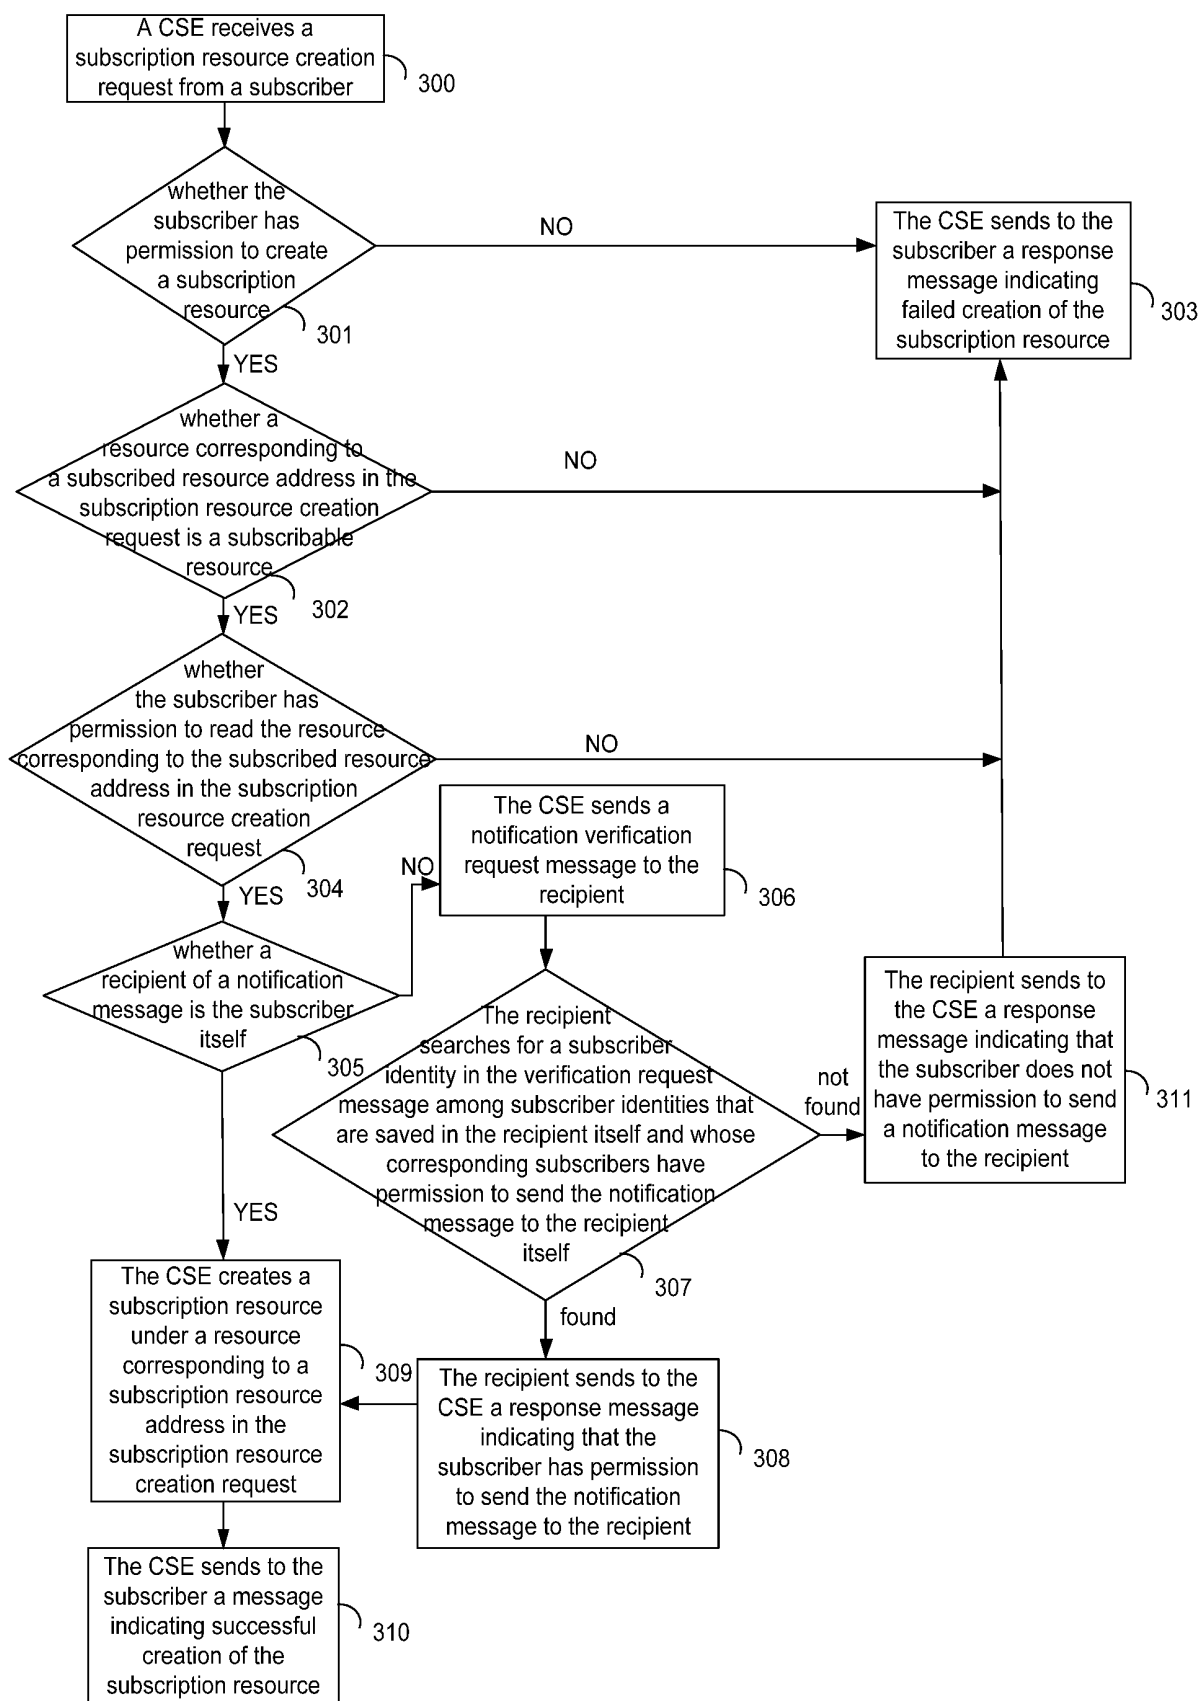 A CSE receives a
subscription resource creation
request from a subscriber
300
whether the
subscriber has
permission to create
a subscription
resource
301
NO
The CSE sends to the
subscriber a response
message indicating
failed creation of the
subscription resource
303
YES
whether a
resource corresponding to
a subscribed resource address in the
subscription resource creation
request is a subscribable
resource
302
NO
YES
whether
the subscriber has
permission to read the resource
corresponding to the subscribed resource
address in the subscription
resource creation
request
304
NO
YES
whether a
recipient of a notification
message is the subscriber
itself
305
NO
The CSE sends a
notification verification
request message to the
recipient
306
The recipient
searches for a subscriber
identity in the verification request
message among subscriber identities that
are saved in the recipient itself and whose
corresponding subscribers have
permission to send the notification
message to the recipient
itself
307
not
found
The recipient sends to
the CSE a response
message indicating that
the subscriber does not
have permission to send
a notification message
to the recipient
311
YES
found
The CSE creates a
subscription resource
under a resource
corresponding to a
subscription resource
address in the
subscription resource
creation request
309
The recipient sends to the
CSE a response message
indicating that the
subscriber has permission
to send the notification
message to the recipient
308
The CSE sends to the
subscriber a message
indicating successful
creation of the
subscription resource
310